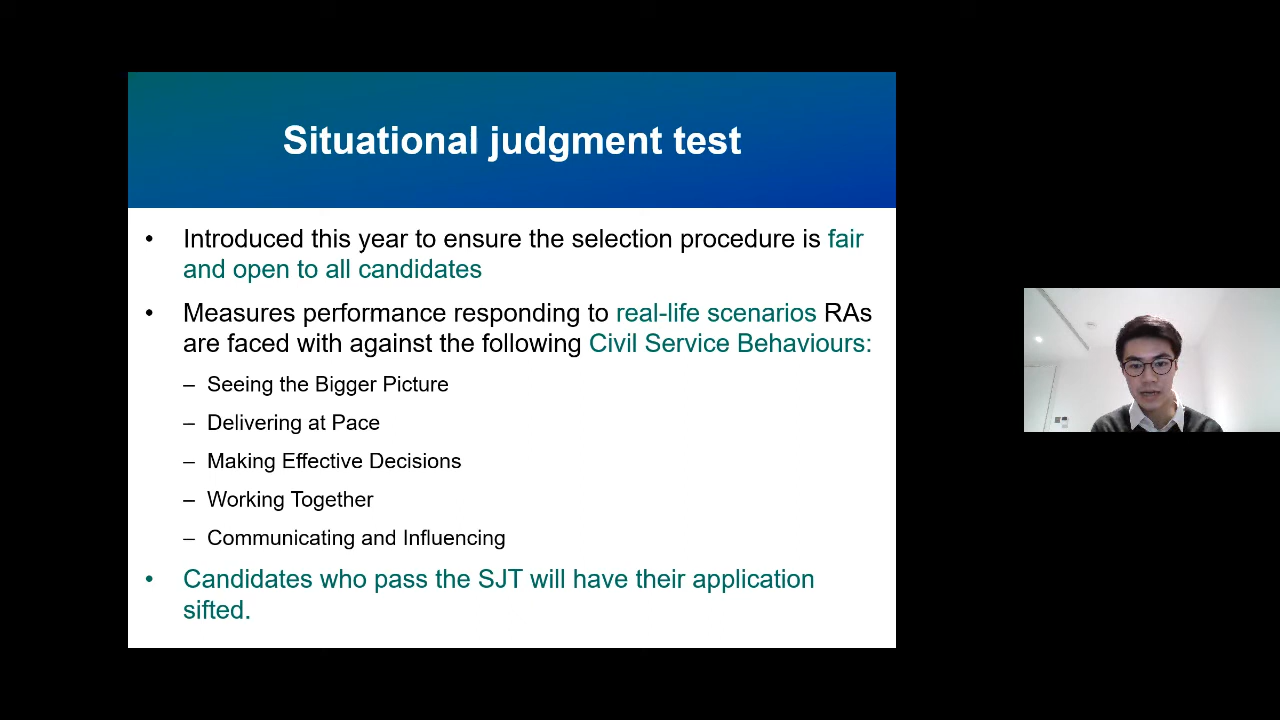 Situational judgment test
• Introduced this year to ensure the selection procedure is fair
and open to all candidates
• Measures performance responding to real-life scenarios RAs
are faced with against the following Civil Service Behaviours:
– Seeing the Bigger Picture
– Delivering at Pace
– Making Effective Decisions
– Working Together
– Communicating and Influencing
• Candidates who pass the SJT will have their application
sifted.